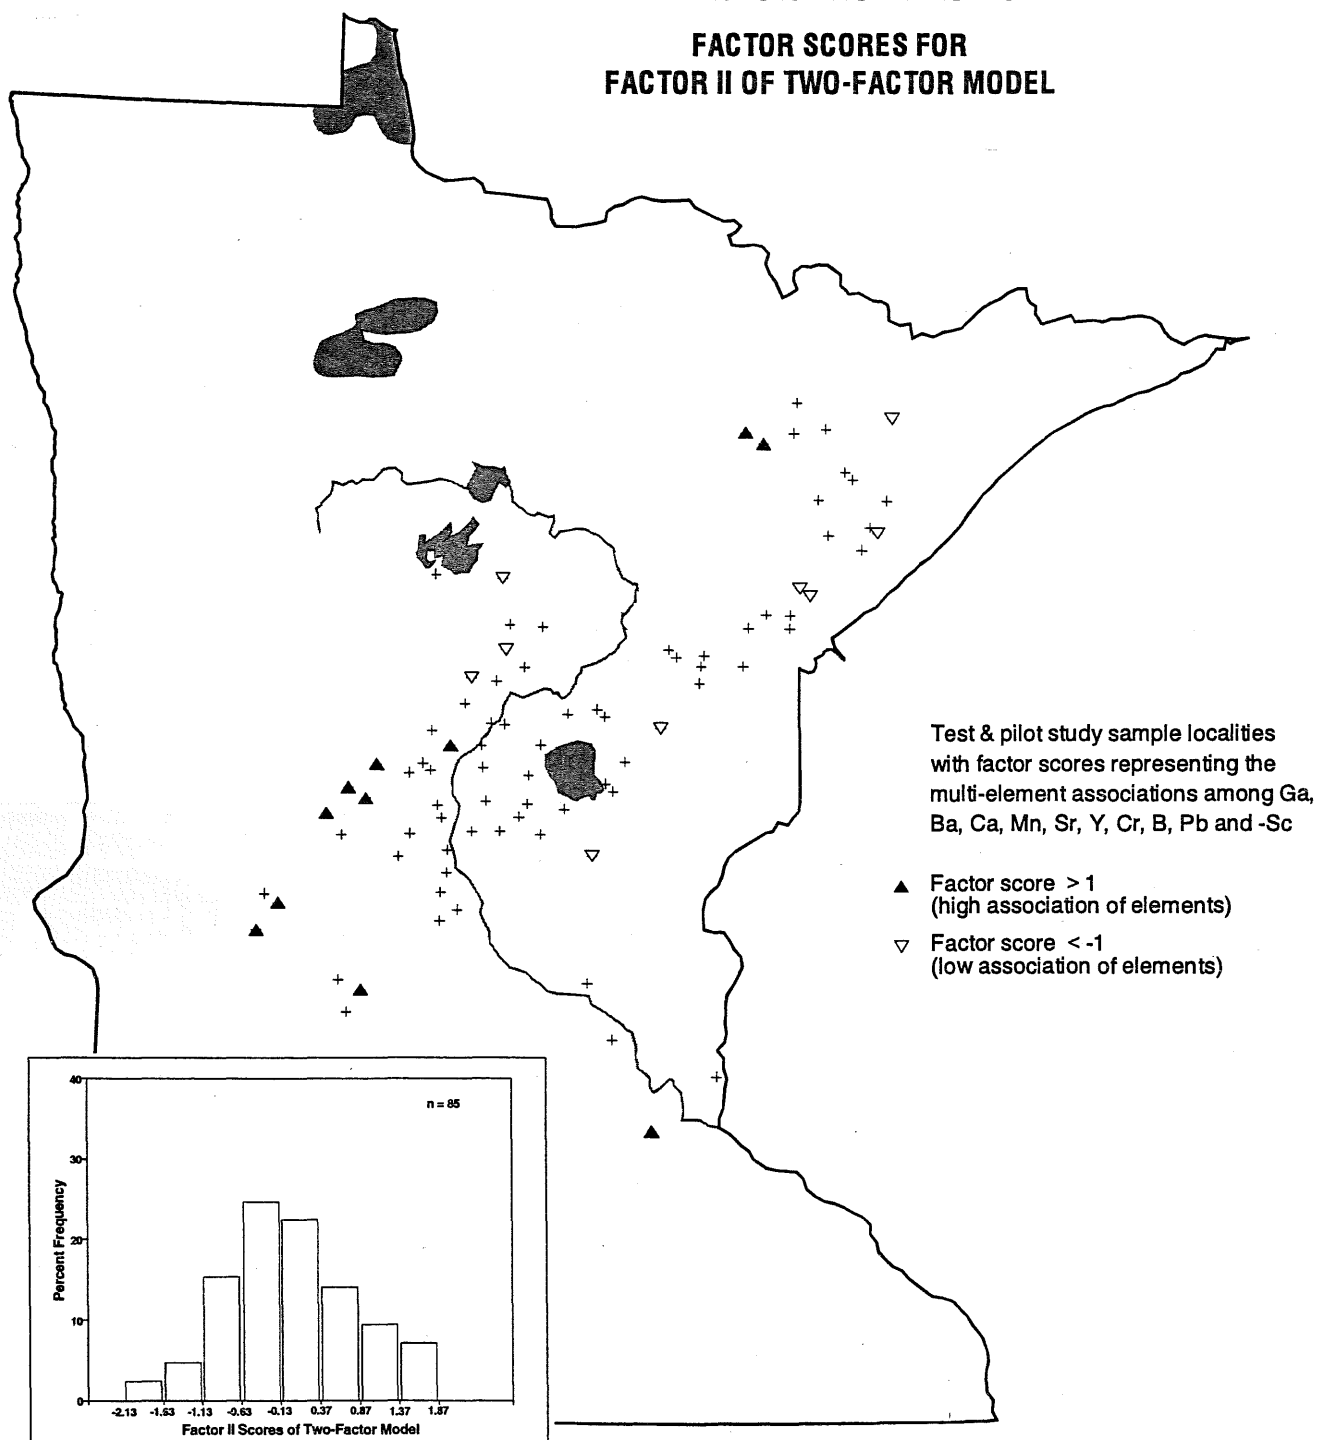 FACTOR SCORES FOR
FACTOR II OF TWO-FACTOR MODEL
Test & pilot study sample localities
with factor scores representing the
multi-element associations among Ga,
Ba, Ca, Mn, Sr, Y, Cr, B, Pb and -Sc
Factor score > 1
(high association of elements)
Factor score < -1
(low association of elements)
n = 85
Percent Frequency
40
30
20
10
0
-2.13 -1.63 -1.13 -0.63 -0.13 0.37 0.87 1.37 1.87
Factor II Scores of Two-Factor Model